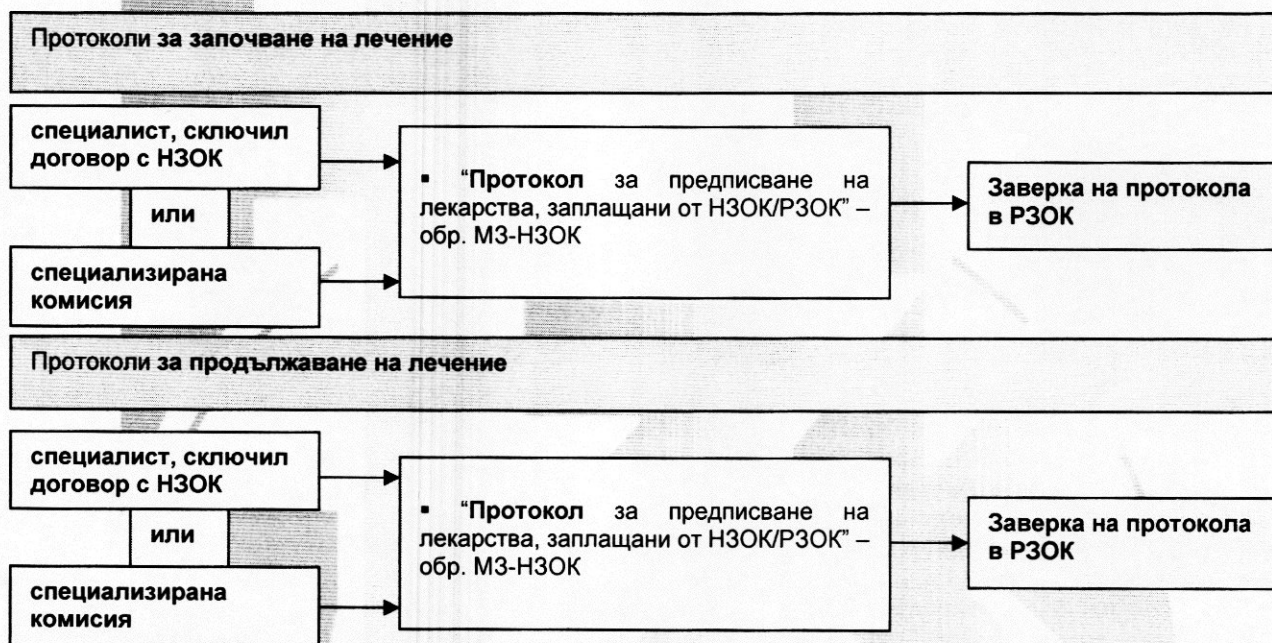 Протоколи за започване на лечение
специалист, сключил
договор с НЗОК
или
специализирана
комисия
▪ “Протокол за предписване на
лекарства, заплащани от НЗОК/РЗОК” –
обр. МЗ-НЗОК
Заверка на протокола
в РЗОК
Протоколи за продължаване на лечение
специалист, сключил
договор с НЗОК
или
специализирана
комисия
▪ “Протокол за предписване на
лекарства, заплащани от НЗОК/РЗОК” –
обр. МЗ-НЗОК
Заверка на протокола
в РЗОК